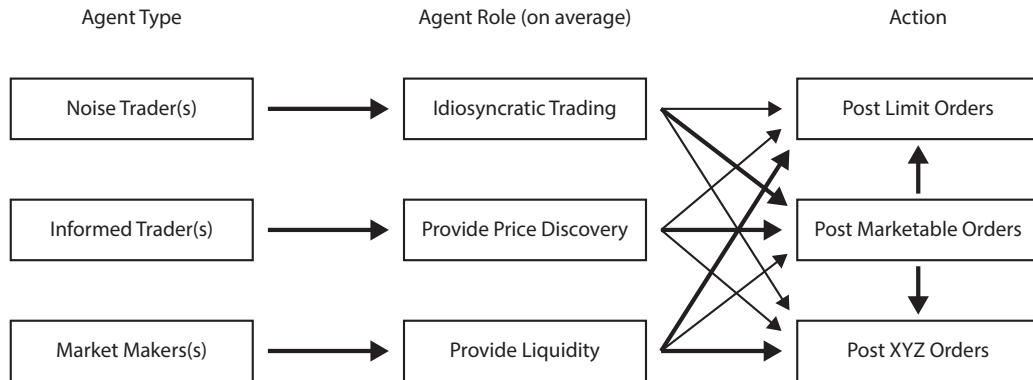 Agent Type
Agent Role (on average)
Action
Noise Trader(s)
Idiosyncratic Trading
Post Limit Orders
Informed Trader(s)
Provide Price Discovery
Post Marketable Orders
Market Makers(s)
Provide Liquidity
Post XYZ Orders